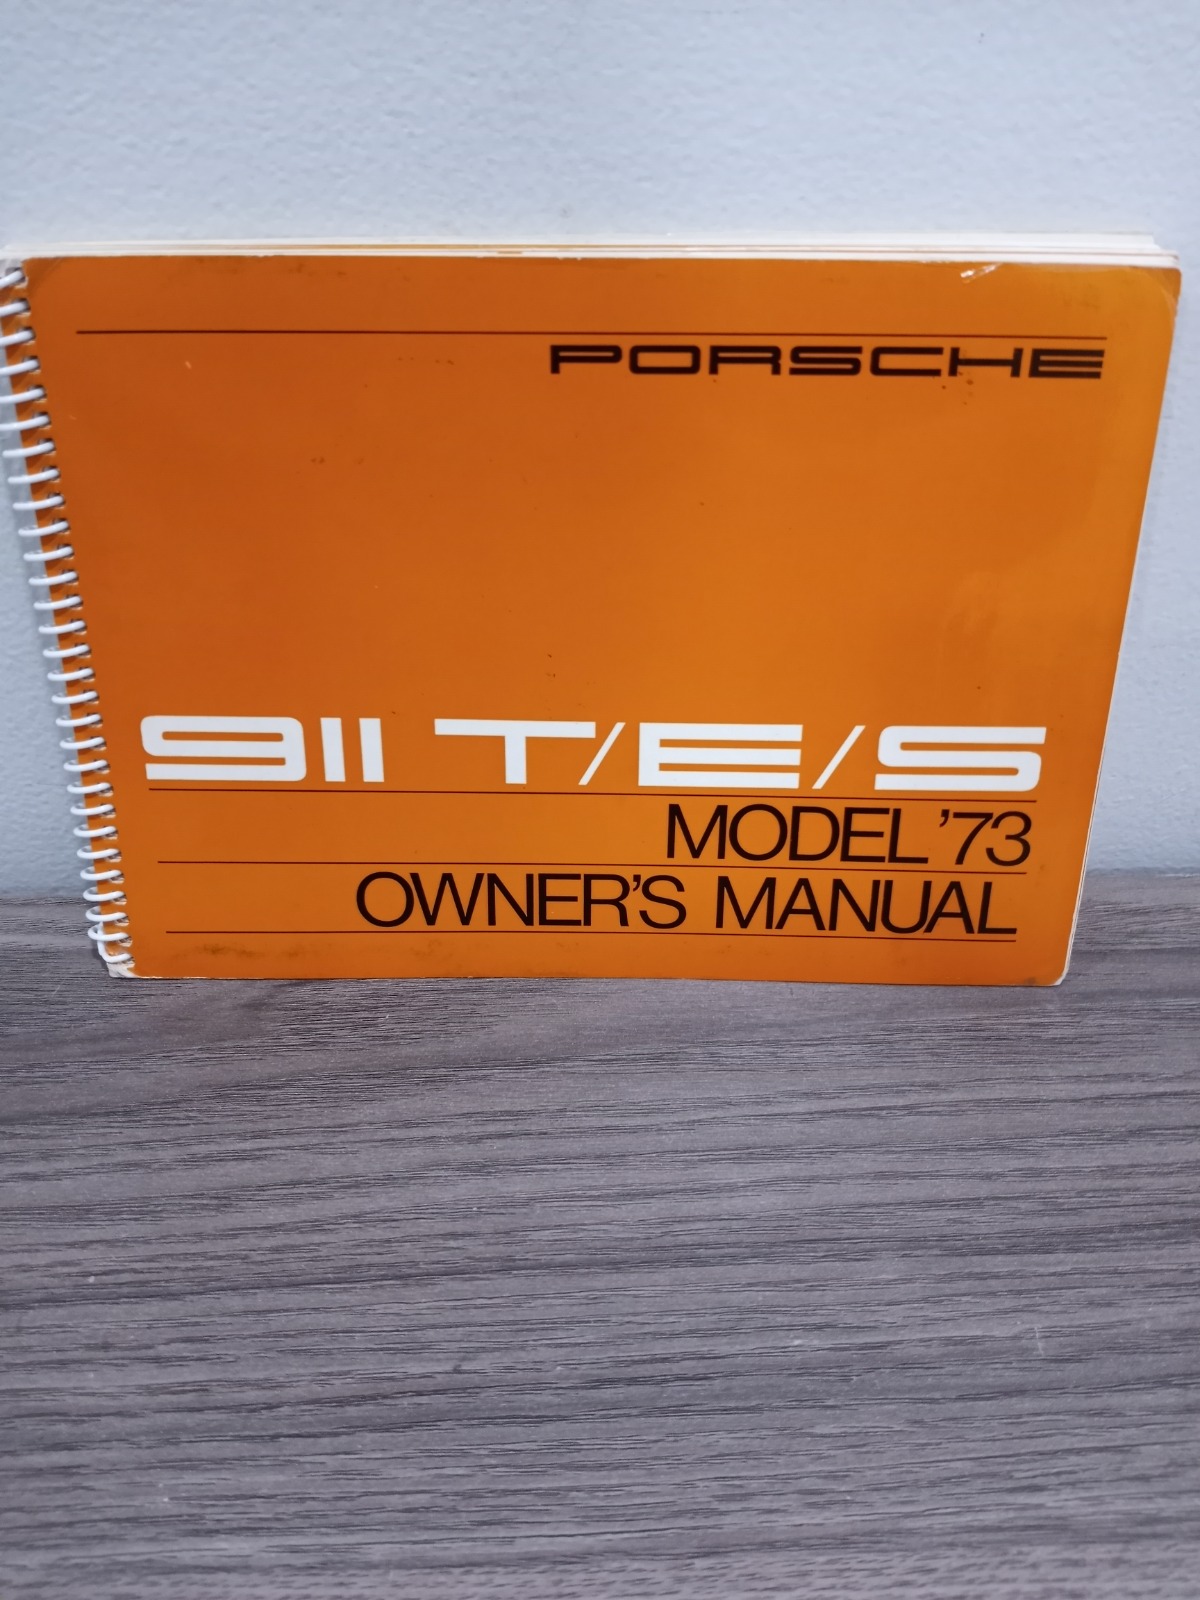 PORSCHE
911 T/E/S
MODEL '73
OWNER'S MANUAL